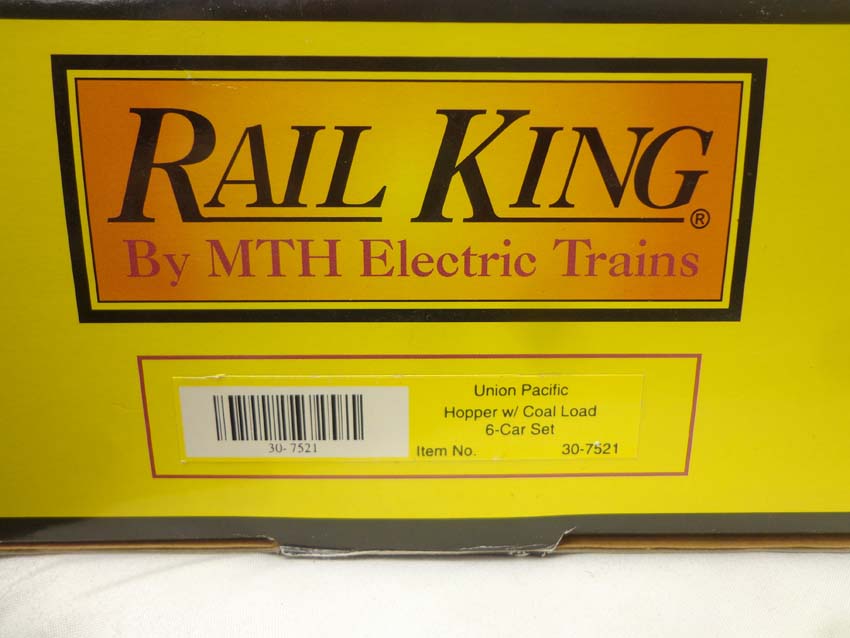 RAIL KING®
By MTH Electric Trains
30-7521
Union Pacific
Hopper w/ Coal Load
6-Car Set
Item No. 30-7521